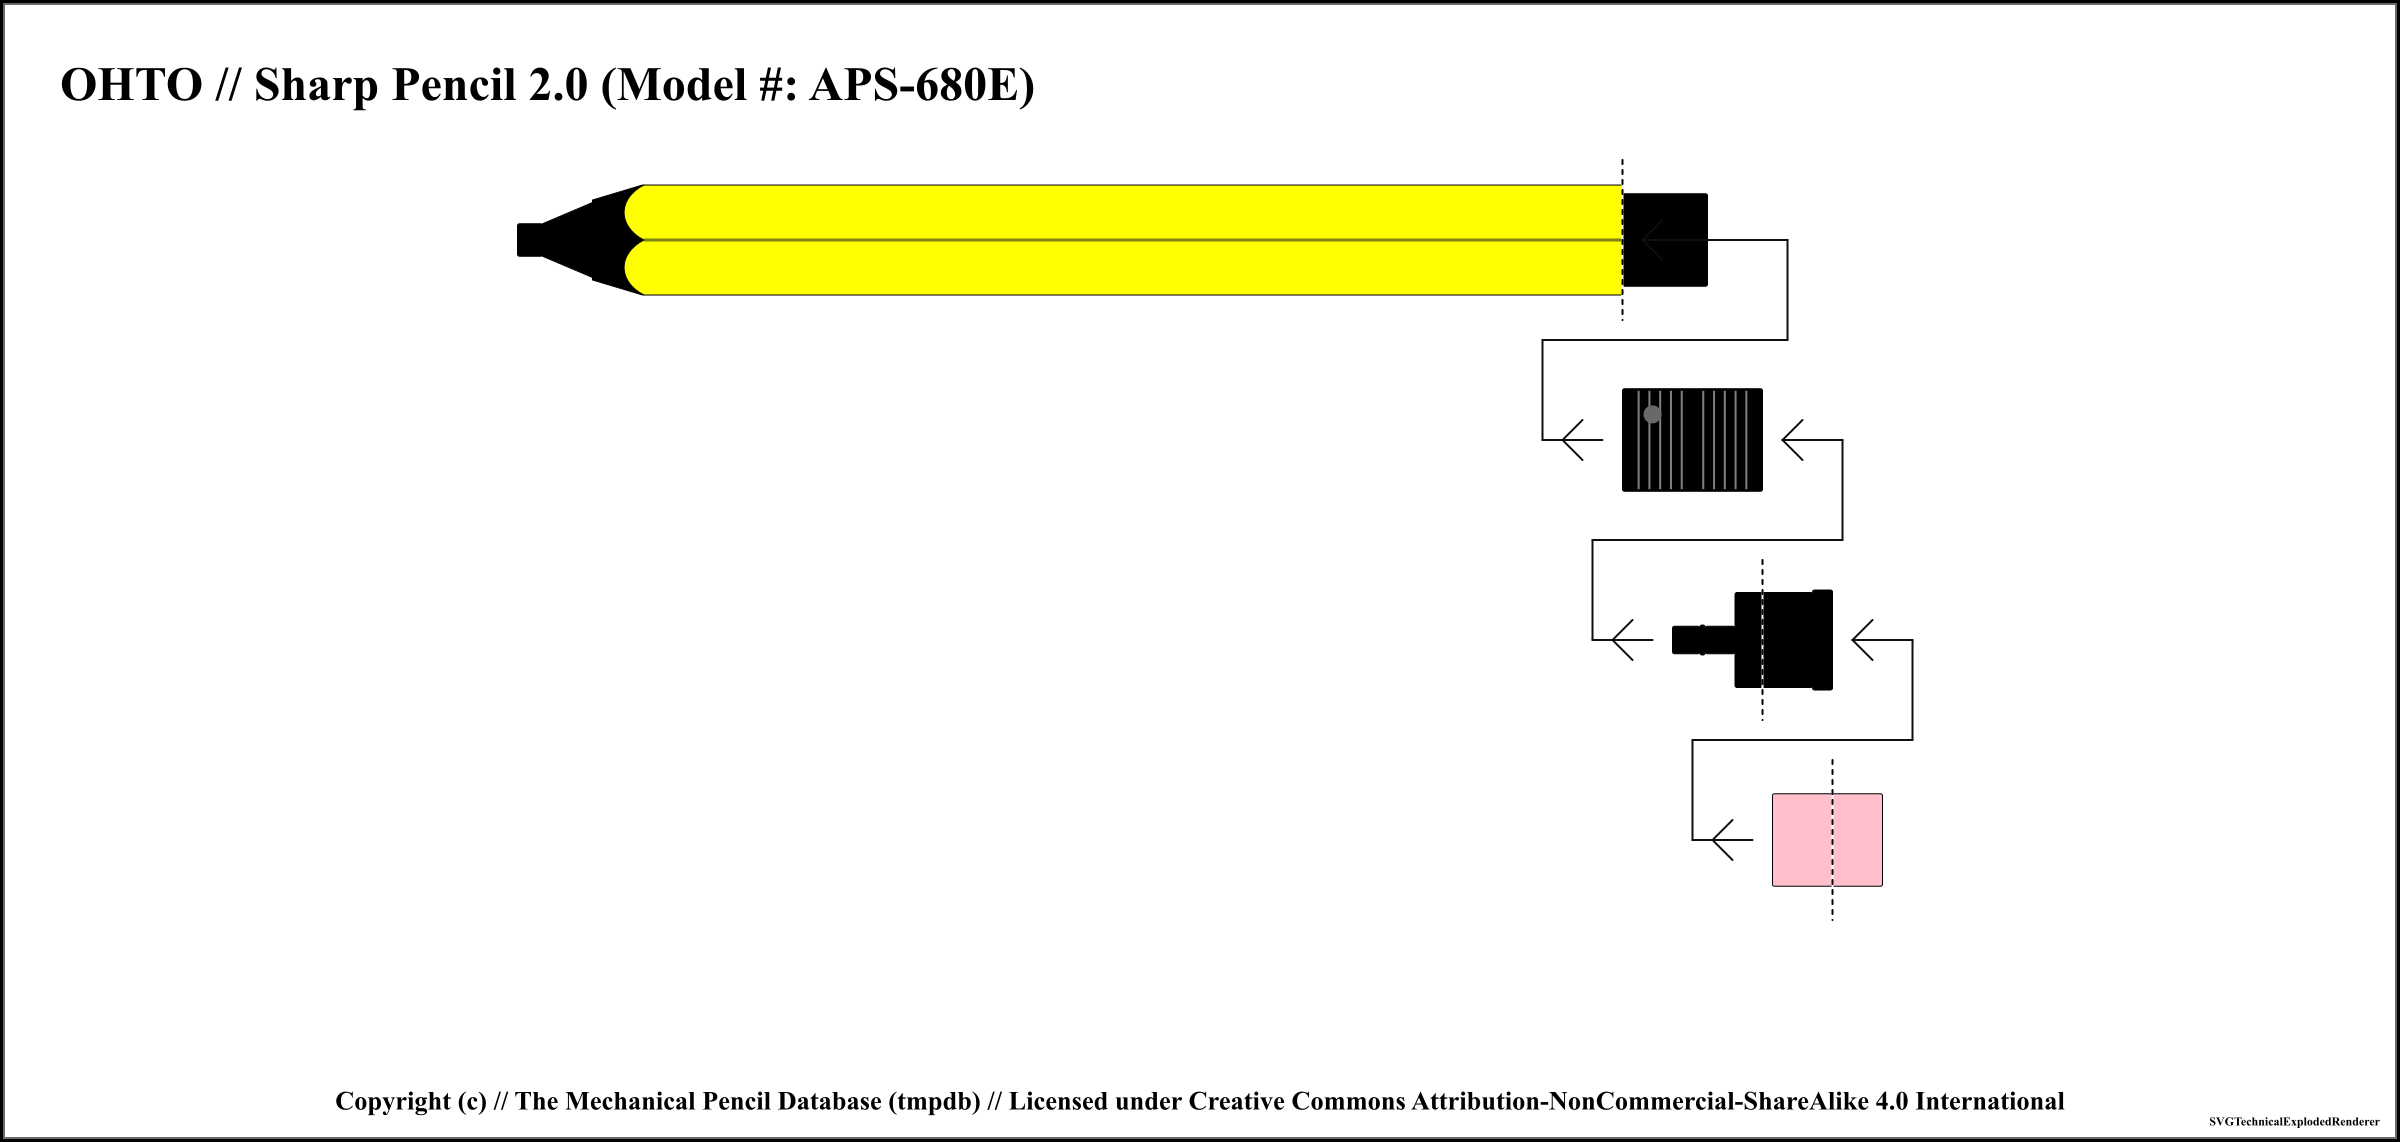 OHTO // Sharp Pencil 2.0 (Model #: APS-680E)
Copyright (c) // The Mechanical Pencil Database (tmpdb) // Licensed under Creative Commons Attribution-NonCommercial-ShareAlike 4.0 International
SVGTechnicalExplodedRenderer